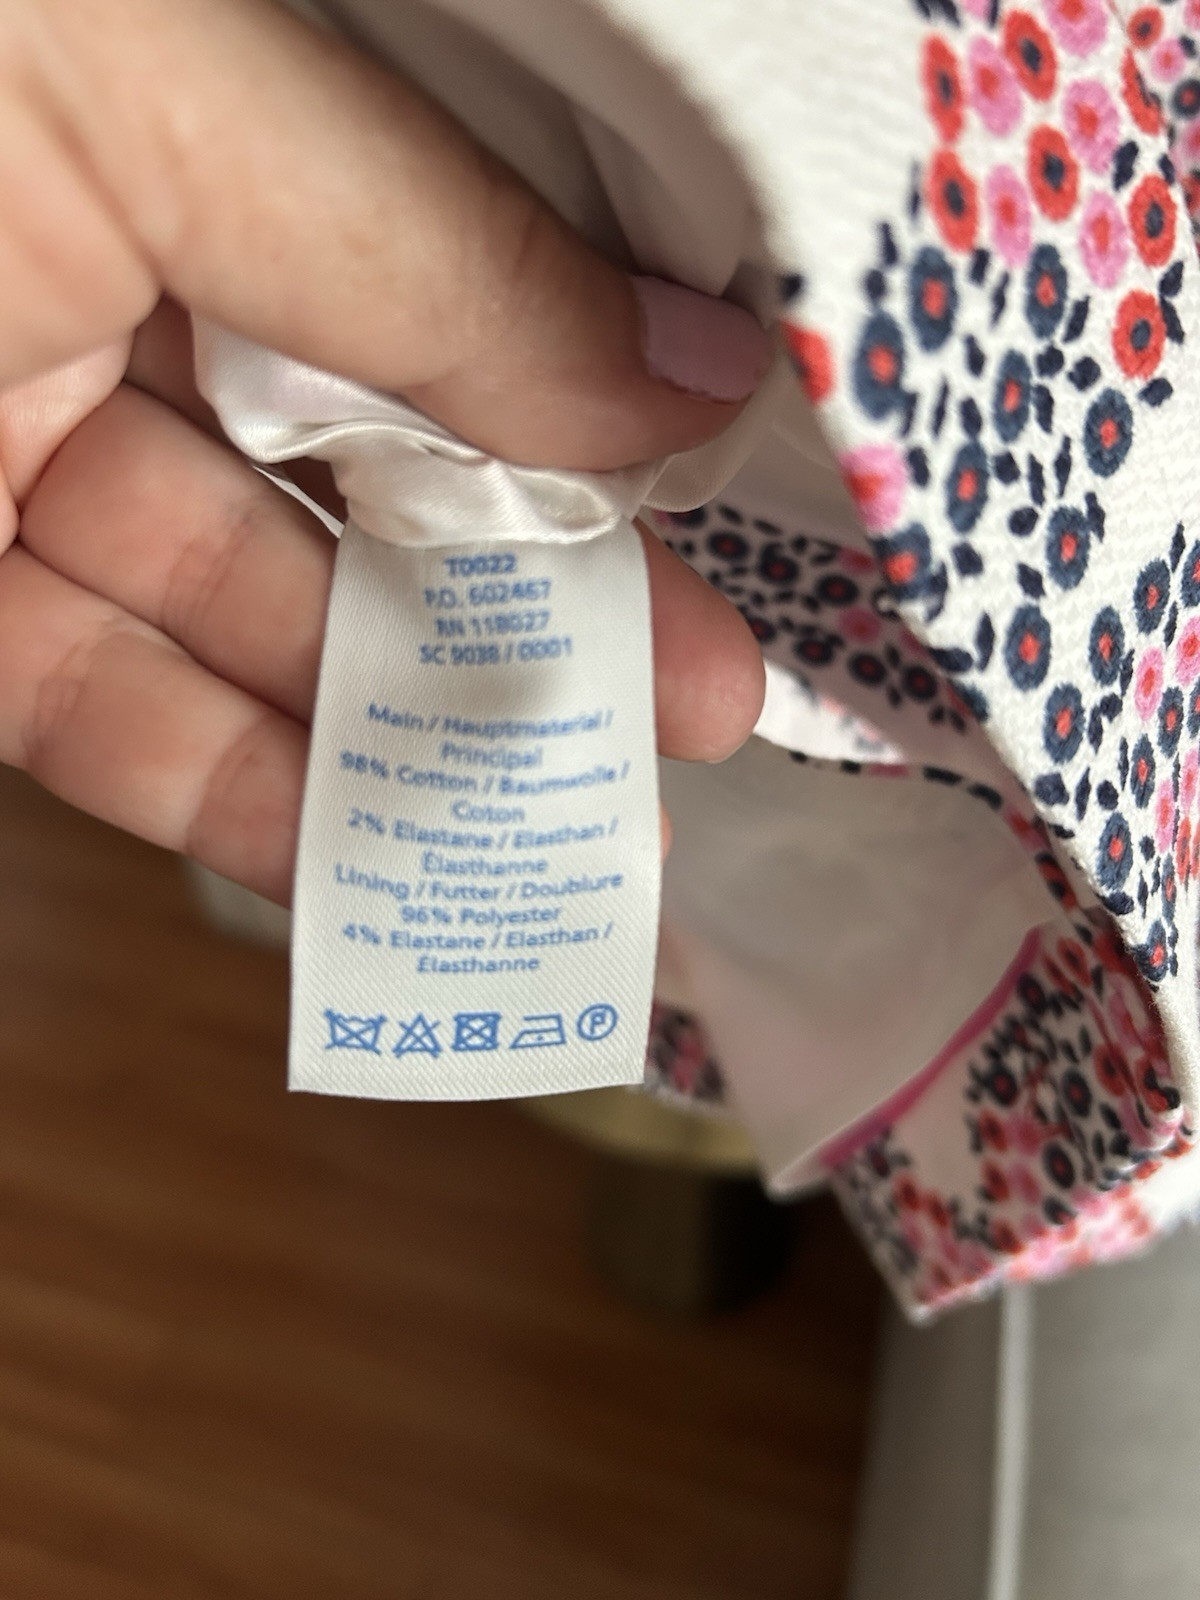 T0022
P.O. 602467
RN 118027
SC 9038 / 0001
Main / Hauptmaterial /
Principal
98% Cotton / Baumwolle /
Coton
2% Elastane / Elasthan /
Élasthanne
Lining / Futter / Doublure
96% Polyester
4% Elastane / Elasthan /
Élasthanne
P